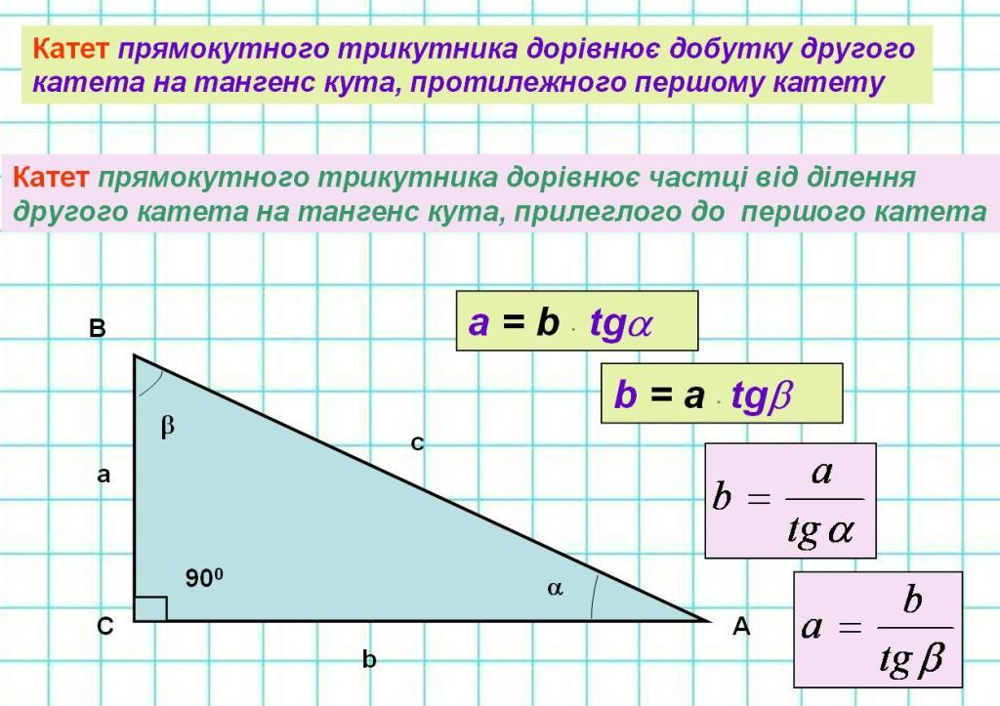 Катет прямокутного трикутника дорівнює добутку другого
катета на тангенс кута, протилежного першому катету
Катет прямокутного трикутника дорівнює частці від ділення
другого катета на тангенс кута, прилеглого до першого катета
a = b · tgα
B
b = a · tgβ
β
c
a
b = a / tg α
90⁰
α
C
A
a = b / tg β
b